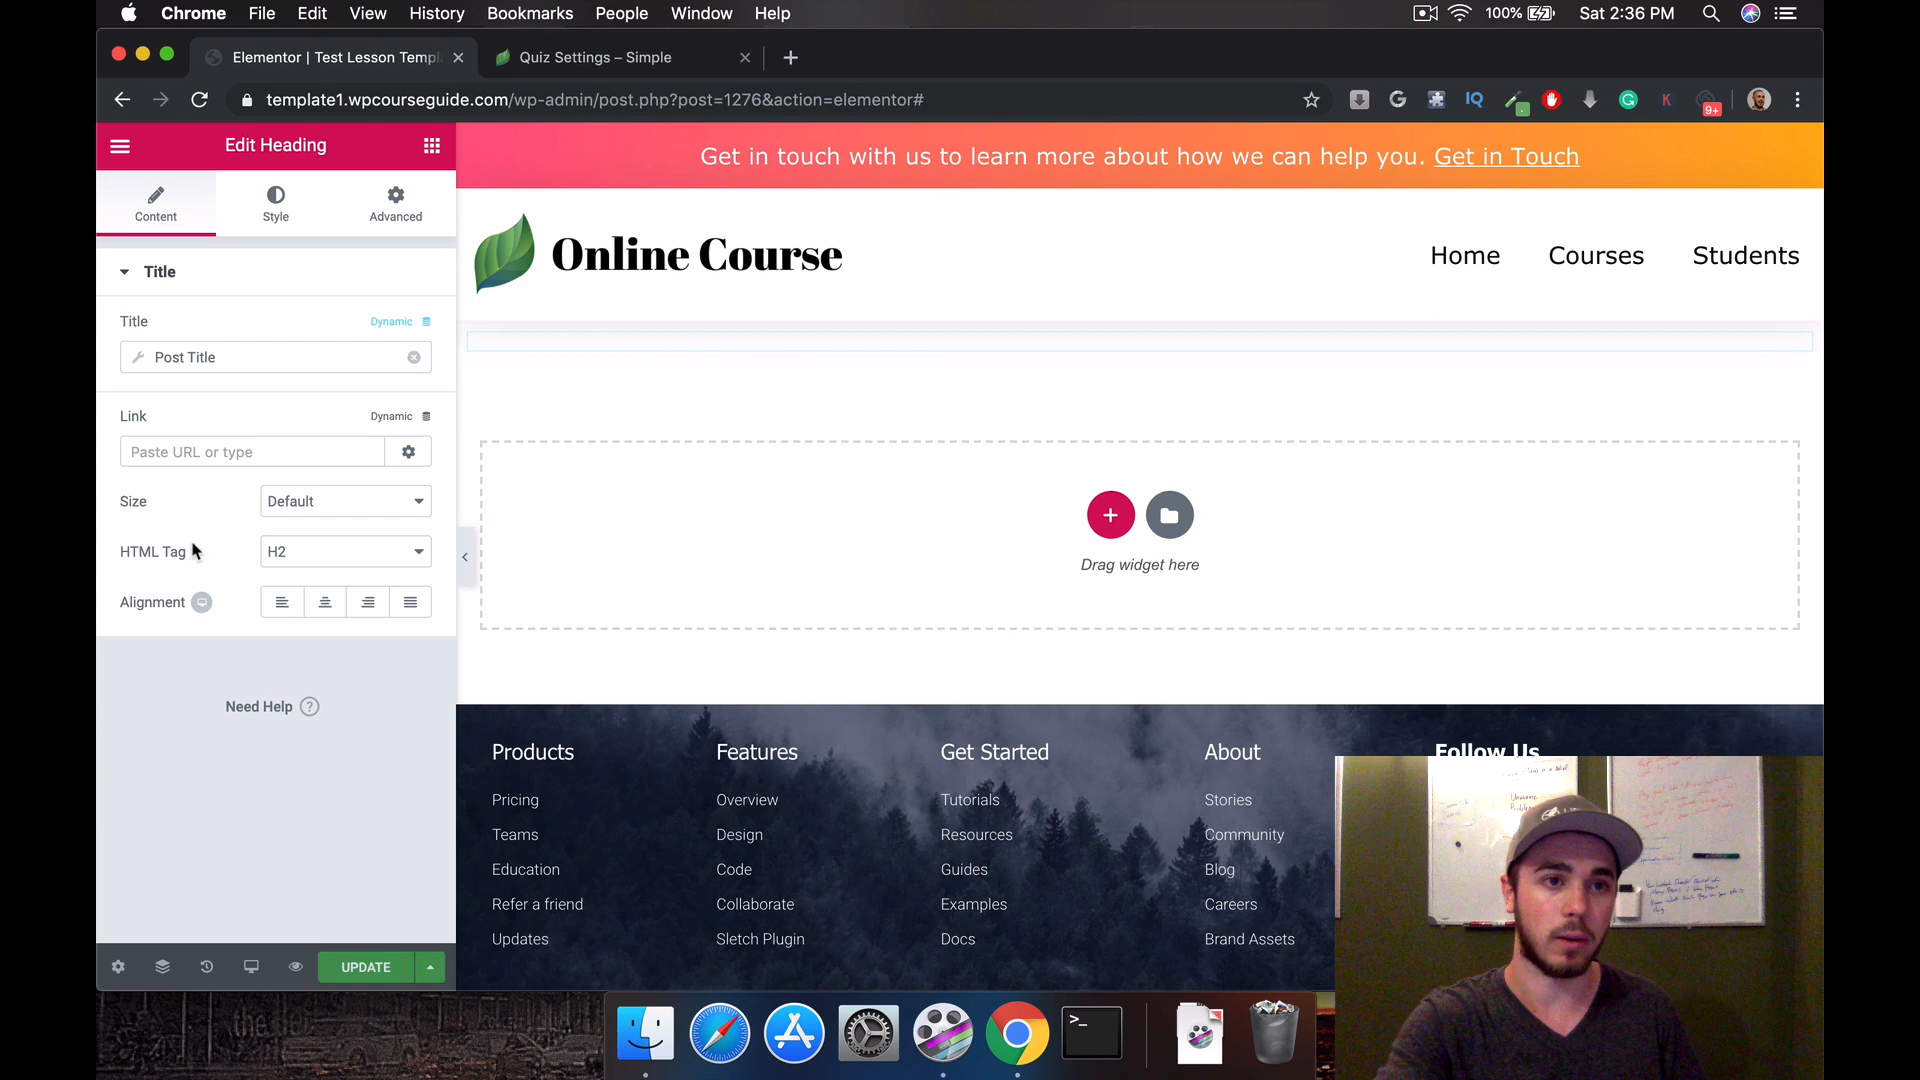 Chrome File Edit View History Bookmarks People Window Help 100% Sat 2:36 PM
Elementor | Test Lesson Templ Quiz Settings – Simple
template1.wpcourseguide.com/wp-admin/post.php?post=1276&action=elementor#
9+
Edit Heading
Content Style Advanced
Title
Title Dynamic
Post Title
Link Dynamic
Paste URL or type
Size Default
HTML Tag H2
Alignment
Need Help ?
UPDATE
Get in touch with us to learn more about how we can help you. Get in Touch
Online Course
Home Courses Students
Drag widget here
Products Features Get Started About Follow Us
Pricing Overview Tutorials Stories
Teams Design Resources Community
Education Code Guides Blog
Refer a friend Collaborate Examples Careers
Updates Sletch Plugin Docs Brand Assets